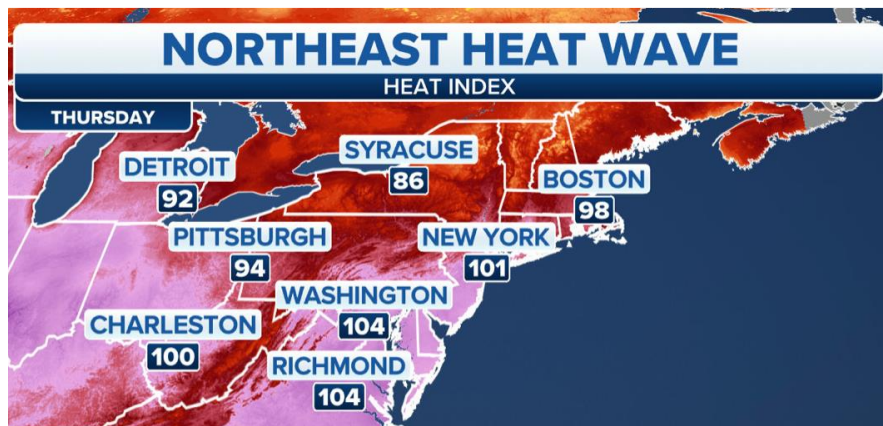 NORTHEAST HEAT WAVE
HEAT INDEX
THURSDAY
SYRACUSE
86
DETROIT
92
BOSTON
98
PITTSBURGH
94
NEW YORK
101
WASHINGTON
104
CHARLESTON
100
RICHMOND
104